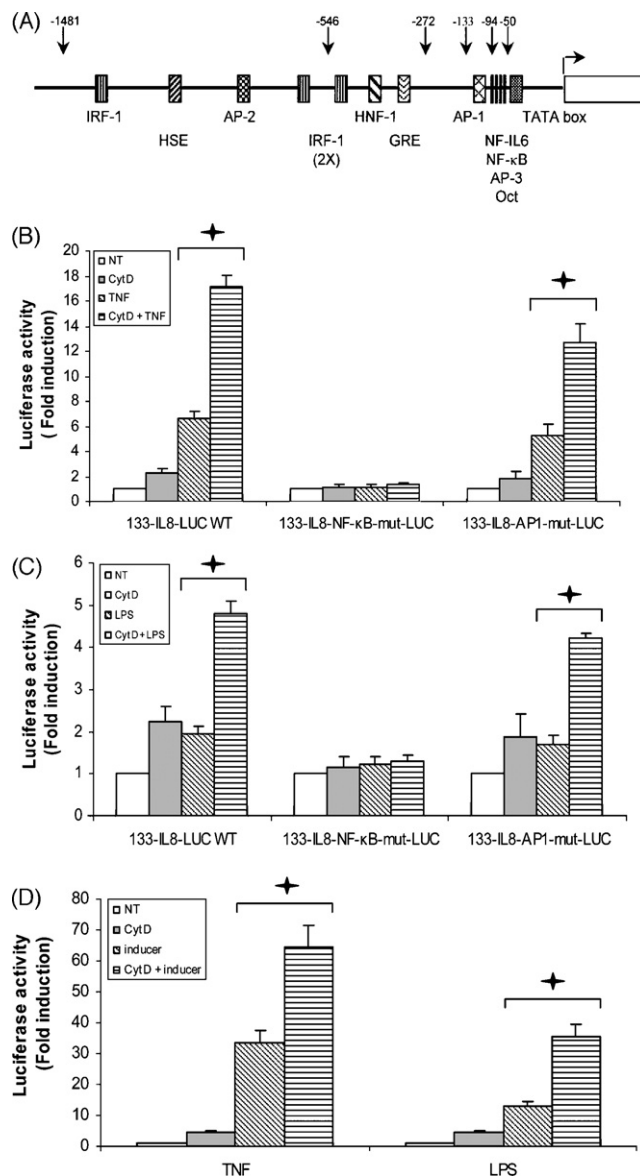 (A)
-1481 -546 -272 -133 -94 -50
IRF-1 AP-2 HNF-1 AP-1 TATA box
HSE IRF-1 GRE NF-IL6
(2X) NF-κB
AP-3
Oct
(B)
Luciferase activity
( Fold induction)
20
18
16
14
12
10
8
6
4
2
0
NT
CytD
TNF
CytD + TNF
133-IL8-LUC WT 133-IL8-NF-κB-mut-LUC 133-IL8-AP1-mut-LUC
(C)
Luciferase activity
(Fold induction)
6
5
4
3
2
1
0
NT
CytD
LPS
CytD+LPS
133-IL8-LUC WT 133-IL8-NF-κB-mut-LUC 133-IL8-AP1-mut-LUC
(D)
Luciferase activity
(Fold induction)
80
70
60
50
40
30
20
10
0
NT
CytD
inducer
CytD + inducer
TNF LPS